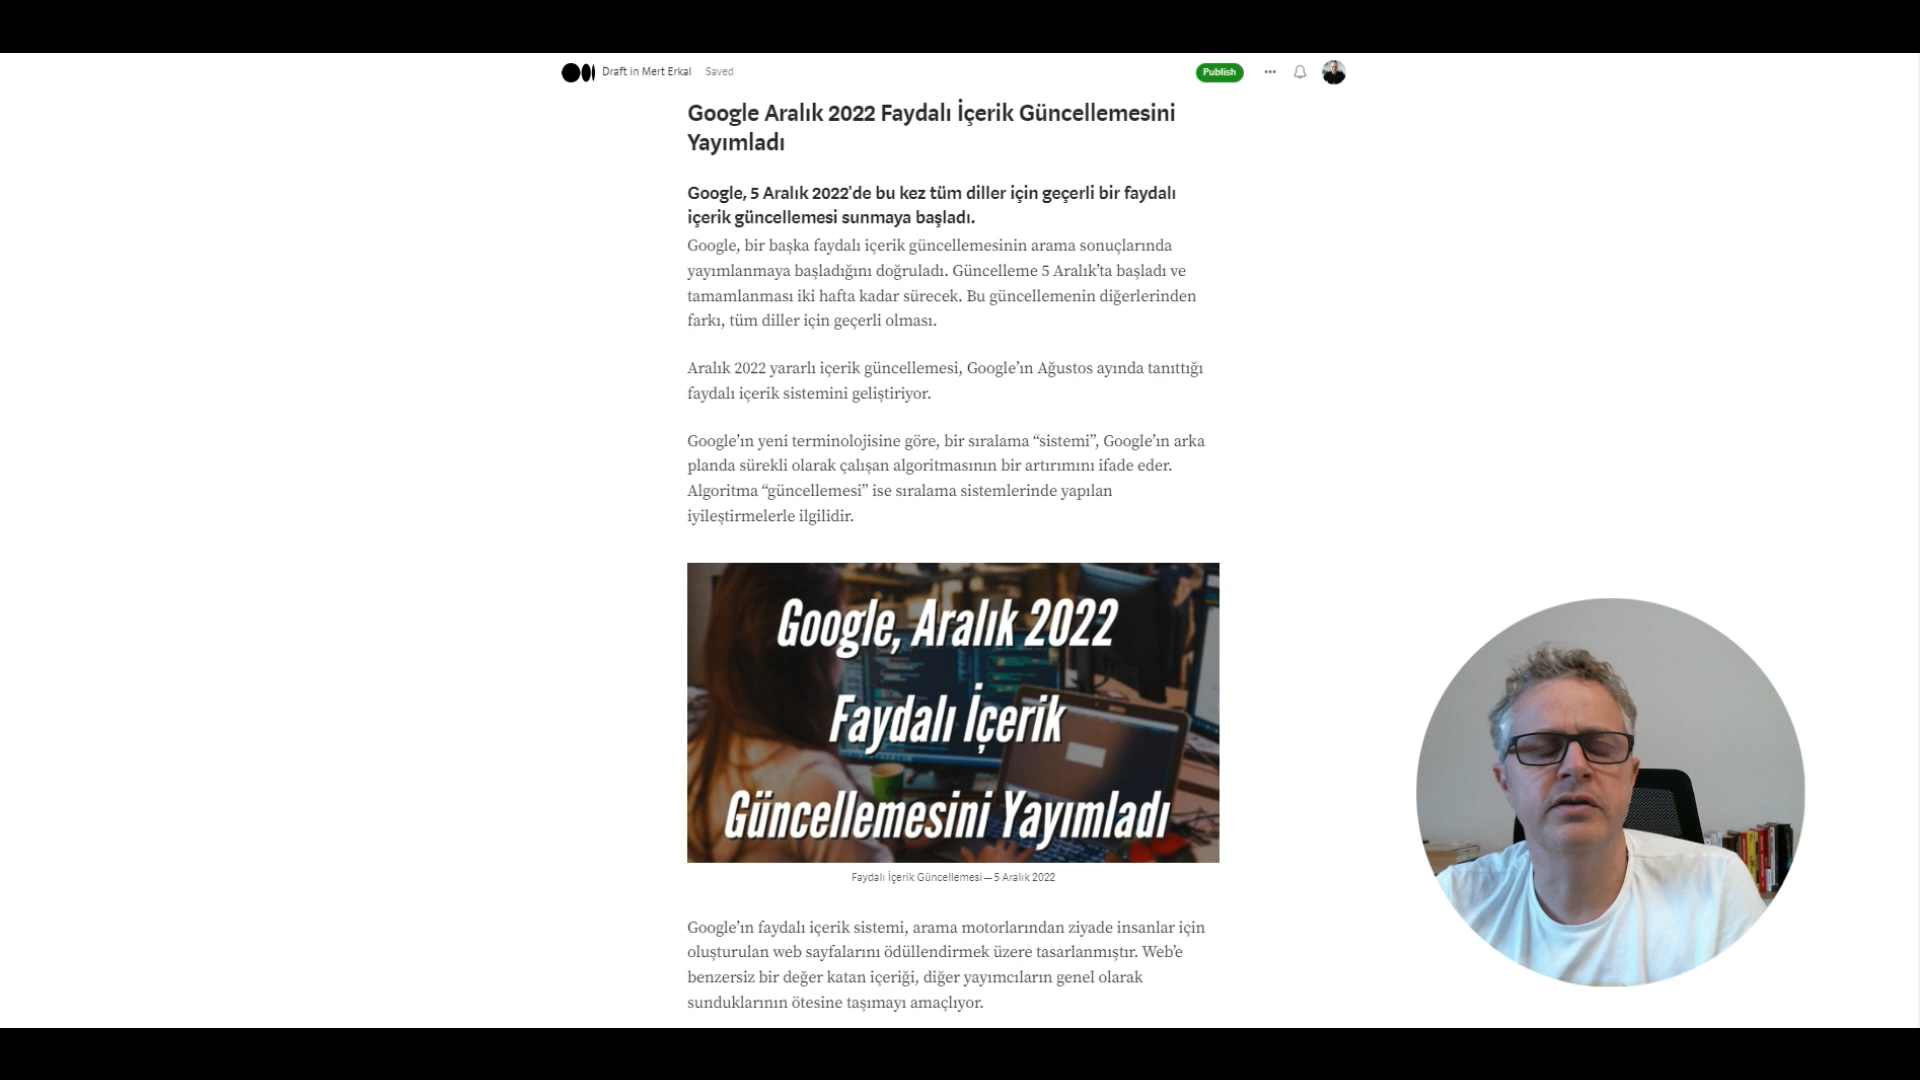 Draft in Mert Erkal Saved
Publish
Google Aralık 2022 Faydalı İçerik Güncellemesini
Yayımladı
Google, 5 Aralık 2022'de bu kez tüm diller için geçerli bir faydalı
içerik güncellemesi sunmaya başladı.
Google, bir başka faydalı içerik güncellemesinin arama sonuçlarında
yayımlanmaya başladığını doğruladı. Güncelleme 5 Aralık’ta başladı ve
tamamlanması iki hafta kadar sürecek. Bu güncellemenin diğerlerinden
farkı, tüm diller için geçerli olması.
Aralık 2022 yararlı içerik güncellemesi, Google’ın Ağustos ayında tanıttığı
faydalı içerik sistemini geliştiriyor.
Google’ın yeni terminolojisine göre, bir sıralama “sistemi”, Google’ın arka
planda sürekli olarak çalışan algoritmasının bir artırımını ifade eder.
Algoritma “güncellemesi” ise sıralama sistemlerinde yapılan
iyileştirmelerle ilgilidir.
Google, Aralık 2022
Faydalı İçerik
Güncellemesini Yayımladı
Faydalı İçerik Güncellemesi — 5 Aralık 2022
Google’ın faydalı içerik sistemi, arama motorlarından ziyade insanlar için
oluşturulan web sayfalarını ödüllendirmek üzere tasarlanmıştır. Web’e
benzersiz bir değer katan içeriği, diğer yayımcıların genel olarak
sunduklarının ötesine taşımayı amaçlıyor.